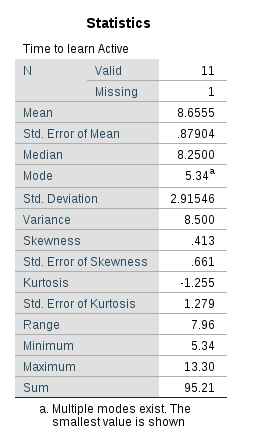 Statistics
Time to learn Active
N Valid 11
Missing 1
Mean 8.6555
Std. Error of Mean .87904
Median 8.2500
Mode 5.34a
Std. Deviation 2.91546
Variance 8.500
Skewness .413
Std. Error of Skewness .661
Kurtosis -1.255
Std. Error of Kurtosis 1.279
Range 7.96
Minimum 5.34
Maximum 13.30
Sum 95.21
a. Multiple modes exist. The
smallest value is shown